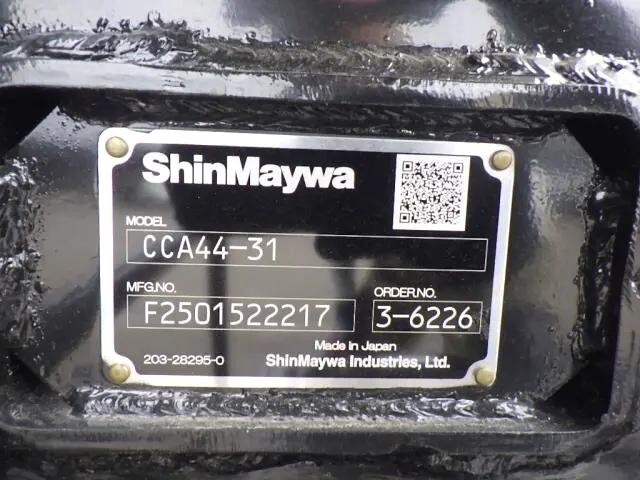 ShinMaywa
MODEL
CCA44-31
MFG.NO. ORDER.NO.
F2501522217 3-6226
Made in Japan
203-28295-0 ShinMaywa Industries, Ltd.